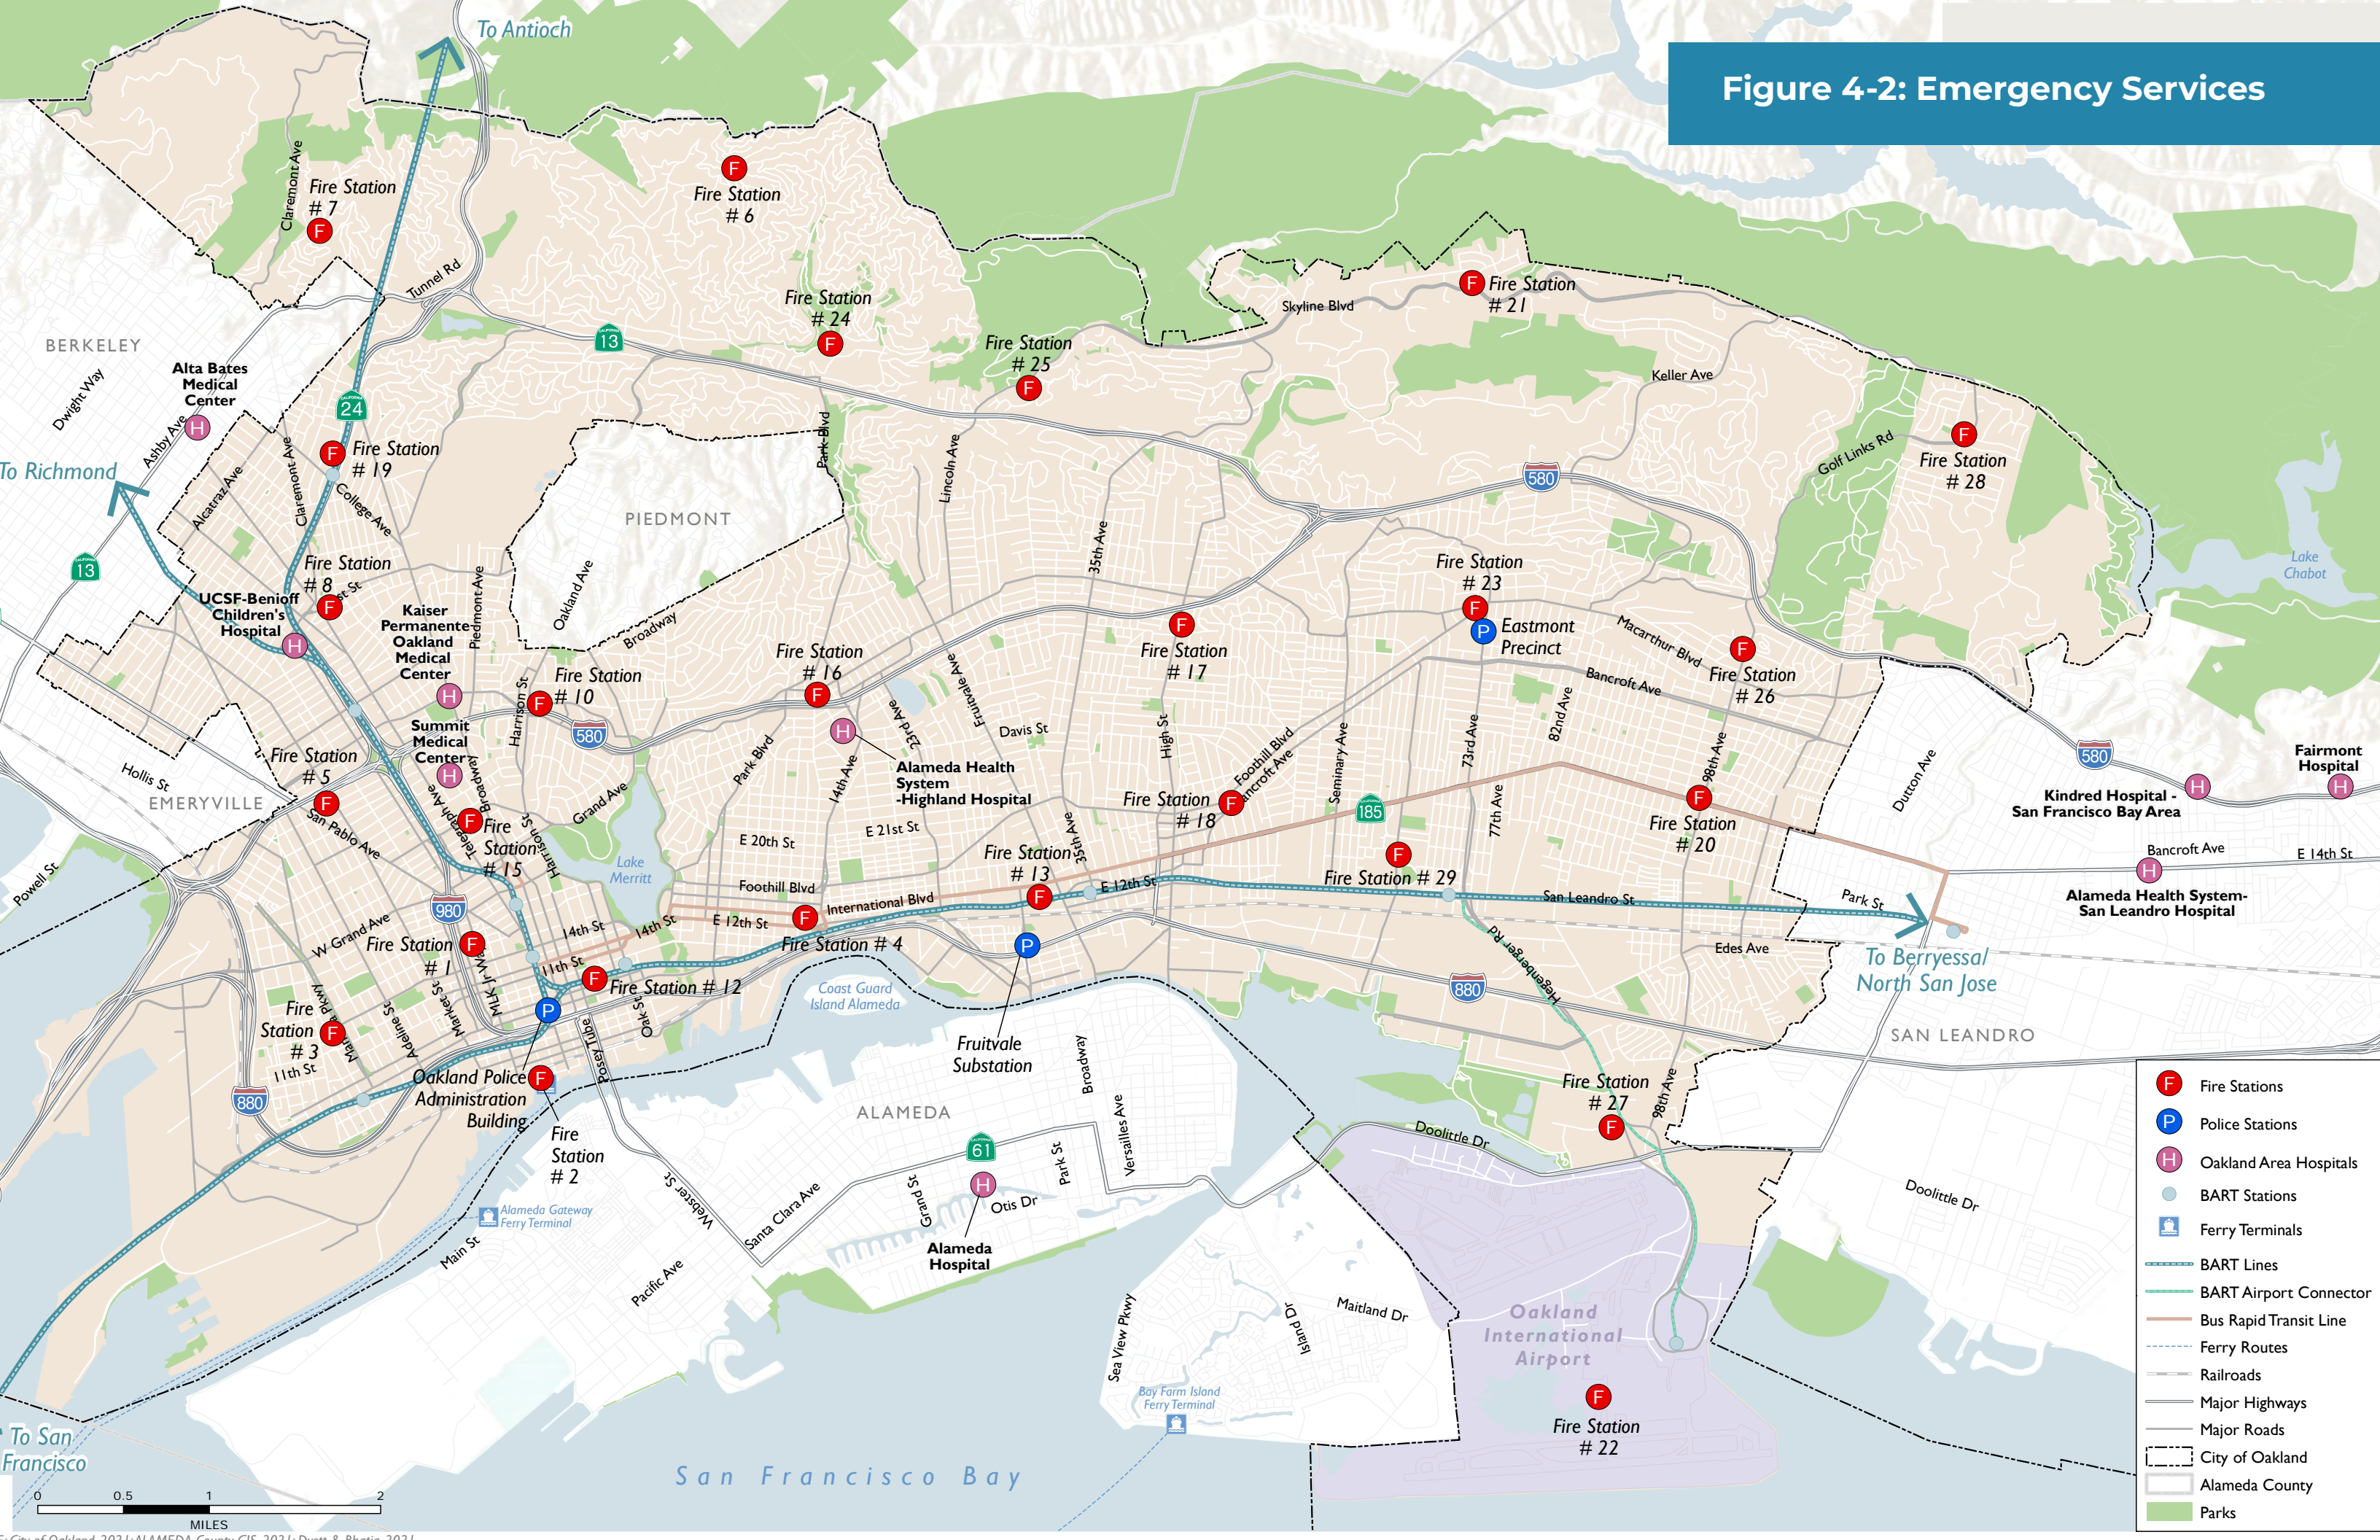 Figure 4-2: Emergency Services
To Antioch
Claremont Ave
Fire Station
# 7
Fire Station
# 6
Tunnel Rd
Fire Station
# 24
CALIFORNIA
13
Fire Station
# 25
Skyline Blvd
Fire Station
# 21
Keller Ave
BERKELEY
Dwight Way
Alta Bates
Medical
Center
Ashby Ave
CALIFORNIA
24
To Richmond
Alcatraz Ave
Claremont Ave
Fire Station
# 19
College Ave
PIEDMONT
Park Blvd
Lincoln Ave
35th Ave
580
Golf Links Rd
Fire Station
# 28
Lake
Chabot
CALIFORNIA
13
Fire Station
# 8
st St
UCSF-Benioff
Children's
Hospital
Kaiser
Permanente-
Oakland
Medical
Center
Piedmont Ave
Oakland Ave
Broadway
Fire Station
# 10
Harrison St
580
Fire Station
# 16
Fire Station
# 17
Fire Station
# 23
Eastmont
Precinct
Macarthur Blvd
Bancroft Ave
Fire Station
# 26
Summit
Medical
Center
Fire Station
# 5
Hollis St
EMERYVILLE
San Pablo Ave
Telegraph Ave
Broadway
Fire
Station
# 15
Harrison St
Grand Ave
Lake
Merritt
Park Blvd
14th Ave
23rd Ave
Fruitvale Ave
Davis St
Alameda Health
System
-Highland Hospital
High St
Foothill Blvd
Bancroft Ave
Seminary Ave
73rd Ave
82nd Ave
77th Ave
98th Ave
Dutton Ave
580
Fairmont
Hospital
Kindred Hospital -
San Francisco Bay Area
Fire Station
# 18
CALIFORNIA
185
Fire Station
# 20
E 20th St
E 21st St
35th Ave
Fire Station
# 13
Fire Station # 29
Bancroft Ave
E 14th St
Alameda Health System-
San Leandro Hospital
Powell St
980
W Grand Ave
Foothill Blvd
International Blvd
E 12th St
E 12th St
San Leandro St
Park St
Fire Station
# 1
14th St
14th St
11th St
Fire Station # 4
Edes Ave
Hegenberger Rd
To Berryessa/
North San Jose
MLK Jr Wa
Market St
Adeline St
Fire Station # 12
Oak St
Coast Guard
Island Alameda
880
SAN LEANDRO
Fire
Station
# 3
11th St
880
Posey Tube
Fruitvale
Substation
Broadway
Oakland Police
Administration
Building
Fire
Station
# 2
ALAMEDA
Versailles Ave
Park St
CALIFORNIA
61
Grand St
Otis Dr
Alameda
Hospital
Fire Station
# 27
98th Ave
Doolittle Dr
Doolittle Dr
Alameda Gateway
Ferry Terminal
Main St
Webster St
Santa Clara Ave
Pacific Ave
Sea View Pkwy
Island Dr
Maitland Dr
Oakland
International
Airport
Bay Farm Island
Ferry Terminal
Fire Station
# 22
To San
Francisco
San Francisco Bay
0 0.5 1 2
MILES
Fire Stations
Police Stations
Oakland Area Hospitals
BART Stations
Ferry Terminals
BART Lines
BART Airport Connector
Bus Rapid Transit Line
Ferry Routes
Railroads
Major Highways
Major Roads
City of Oakland
Alameda County
Parks
F
P
H